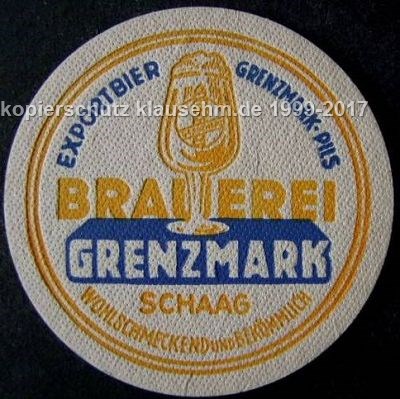 EXPORTBIER GRENZMARK-PILS
kopierschutz klausehm.de 1999-2017
BRAUEREI
GRENZMARK
SCHAAG
WOHLSCHMECKEND UND BEKÖMMLICH